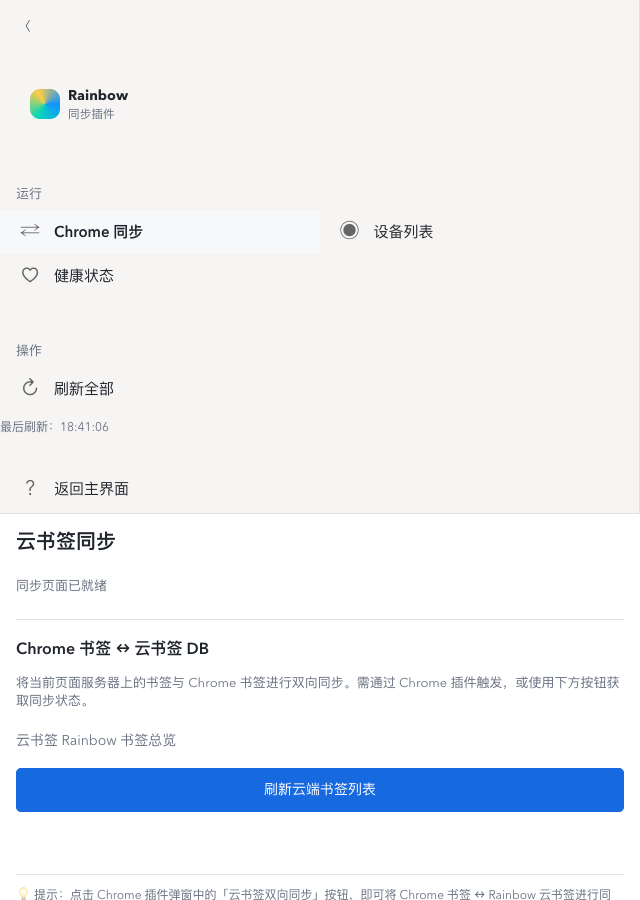 Rainbow
同步插件
运行
Chrome 同步
设备列表
健康状态
操作
刷新全部
最后刷新：18:41:06
? 返回主界面
云书签同步
同步页面已就绪
Chrome 书签 ↔ 云书签 DB
将当前页面服务器上的书签与 Chrome 书签进行双向同步。需通过 Chrome 插件触发，或使用下方按钮获
取同步状态。
云书签 Rainbow 书签总览
刷新云端书签列表
💡 提示：点击 Chrome 插件弹窗中的「云书签双向同步」按钮，即可将 Chrome 书签 ↔ Rainbow 云书签进行同